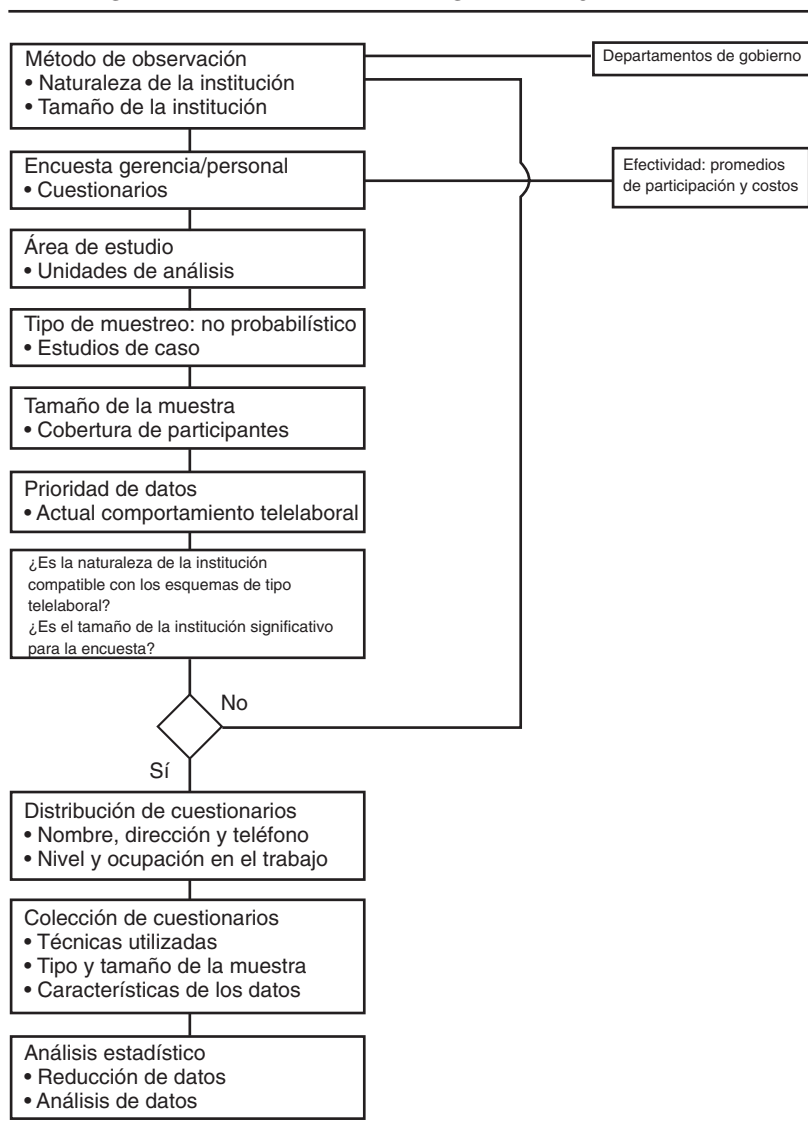 Método de observación
• Naturaleza de la institución
• Tamaño de la institución
Departamentos de gobierno
Encuesta gerencia/personal
• Cuestionarios
Efectividad: promedios
de participación y costos
Área de estudio
• Unidades de análisis
Tipo de muestreo: no probabilístico
• Estudios de caso
Tamaño de la muestra
• Cobertura de participantes
Prioridad de datos
• Actual comportamiento telelaboral
¿Es la naturaleza de la institución
compatible con los esquemas de tipo
telelaboral?
¿Es el tamaño de la institución significativo
para la encuesta?
No
Sí
Distribución de cuestionarios
• Nombre, dirección y teléfono
• Nivel y ocupación en el trabajo
Colección de cuestionarios
• Técnicas utilizadas
• Tipo y tamaño de la muestra
• Características de los datos
Análisis estadístico
• Reducción de datos
• Análisis de datos